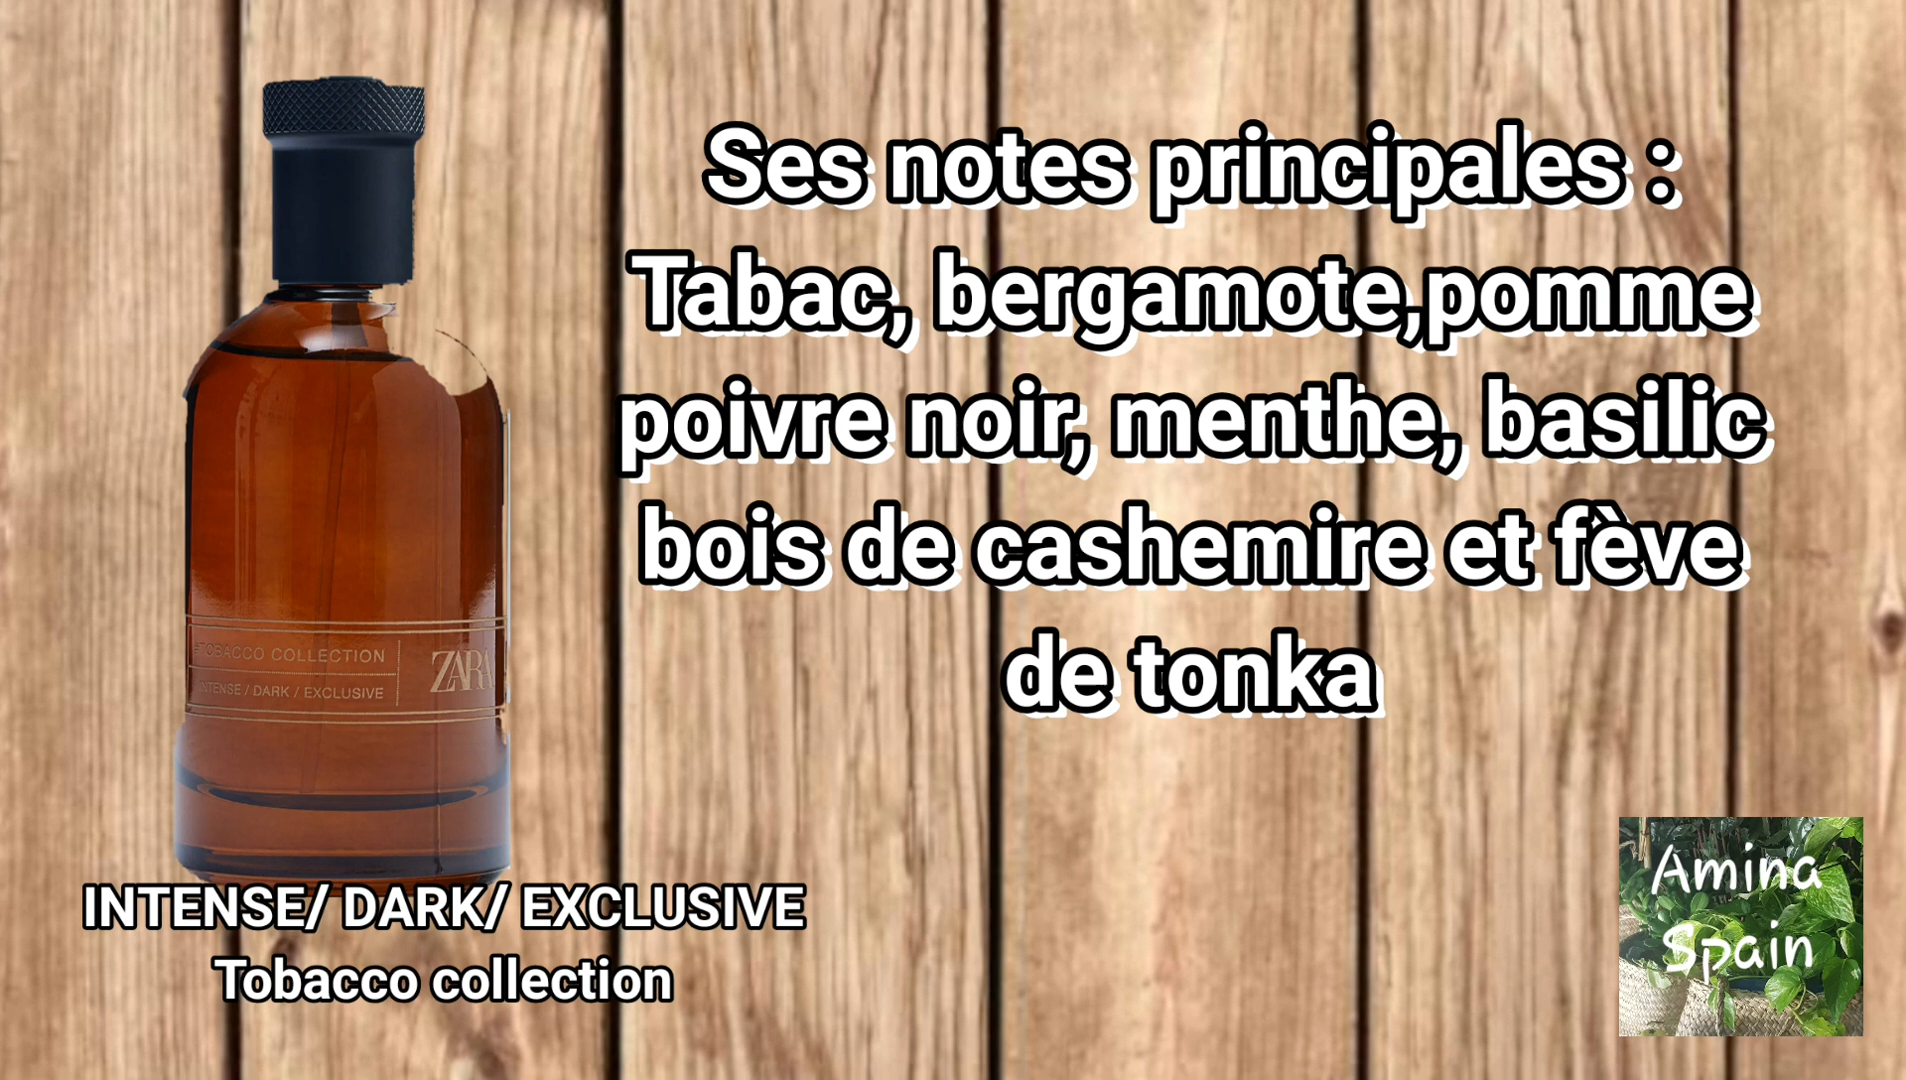 Ses notes principales :
Tabac, bergamote,pomme
poivre noir, menthe, basilic
bois de cashemire et fève
de tonka
TOBACCO COLLECTION
INTENSE / DARK / EXCLUSIVE
ZARA
INTENSE/ DARK/ EXCLUSIVE
Tobacco collection
Amina
Spain